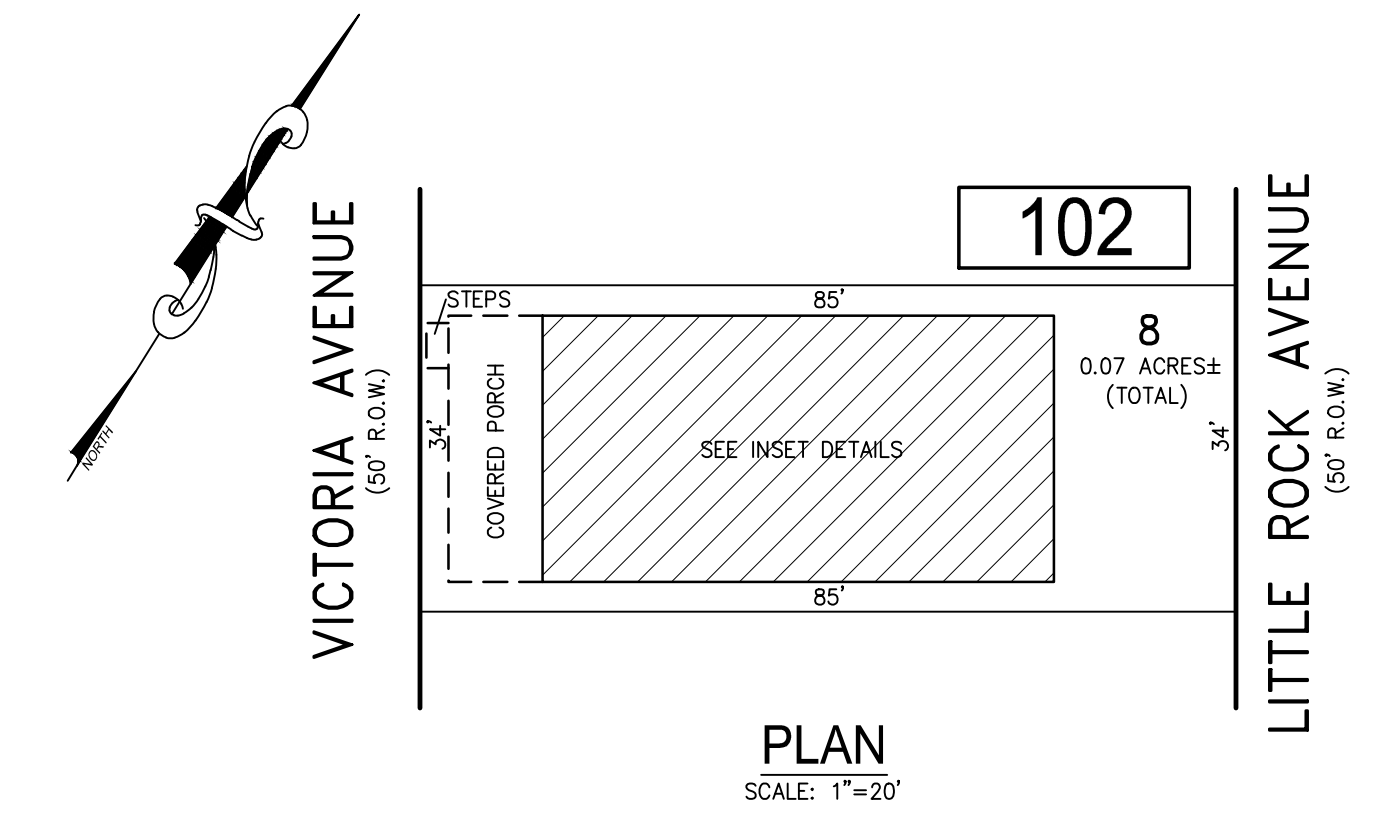 NORTH
VICTORIA AVENUE
(50' R.O.W.)
102
STEPS
85'
8
0.07 ACRES±
(TOTAL)
34'
COVERED PORCH
SEE INSET DETAILS
34'
85'
LITTLE ROCK AVENUE
(50' R.O.W.)
PLAN
SCALE: 1"=20'